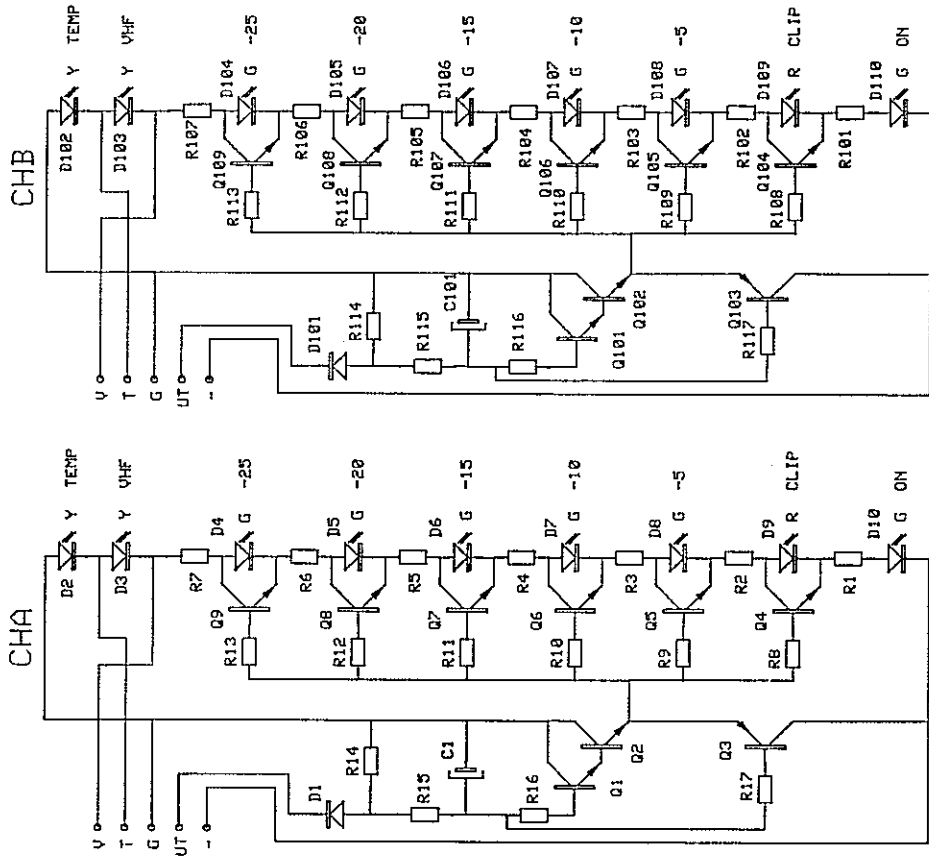 CHB
D102 Y TEMP
D103 Y VHF
R107
D104 G -25
Q109
R113
R106
D105 G -20
Q108
R112
R105
D106 G -15
Q107
R111
R104
D107 G -10
Q106
R110
R103
D108 G -5
Q105
R109
R102
D109 R CLIP
Q104
R108
R101
D110 G ON
V
T
G
UT
-
D101
R114
R115
C101
R116
Q101
Q102
Q103
R117
CHA
D2 Y TEMP
D3 Y VHF
R7
D4 G -25
Q9
R13
R6
D5 G -20
Q8
R12
R5
D6 G -15
Q7
R11
R4
D7 G -10
Q6
R10
R3
D8 G -5
Q5
R9
R2
D9 R CLIP
Q4
R8
R1
D10 G ON
V
T
G
UT
-
D1
R14
R15
C1
R16
Q1
Q2
Q3
R17